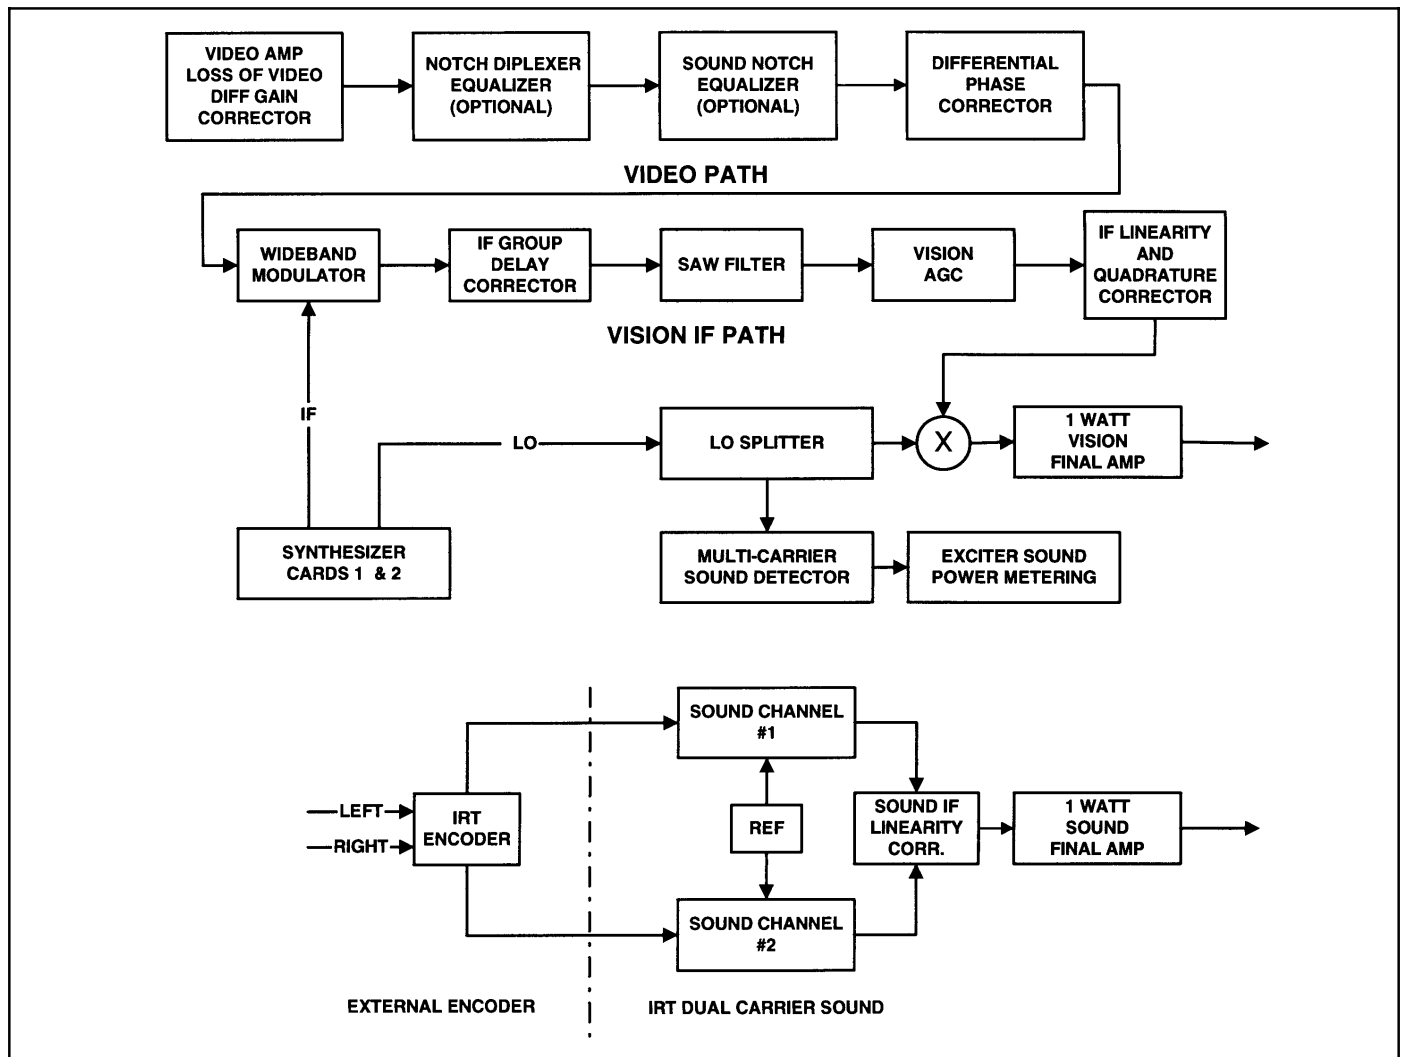 VIDEO AMP
LOSS OF VIDEO
DIFF GAIN
CORRECTOR
NOTCH DIPLEXER
EQUALIZER
(OPTIONAL)
SOUND NOTCH
EQUALIZER
(OPTIONAL)
DIFFERENTIAL
PHASE
CORRECTOR
VIDEO PATH
WIDEBAND
MODULATOR
IF GROUP
DELAY
CORRECTOR
SAW FILTER
VISION
AGC
IF LINEARITY
AND
QUADRATURE
CORRECTOR
VISION IF PATH
IF
LO
LO SPLITTER
X
1 WATT
VISION
FINAL AMP
SYNTHESIZER
CARDS 1 & 2
MULTI-CARRIER
SOUND DETECTOR
EXCITER SOUND
POWER METERING
LEFT
RIGHT
IRT
ENCODER
SOUND CHANNEL
#1
REF
SOUND CHANNEL
#2
SOUND IF
LINEARITY
CORR.
1 WATT
SOUND
FINAL AMP
EXTERNAL ENCODER
IRT DUAL CARRIER SOUND